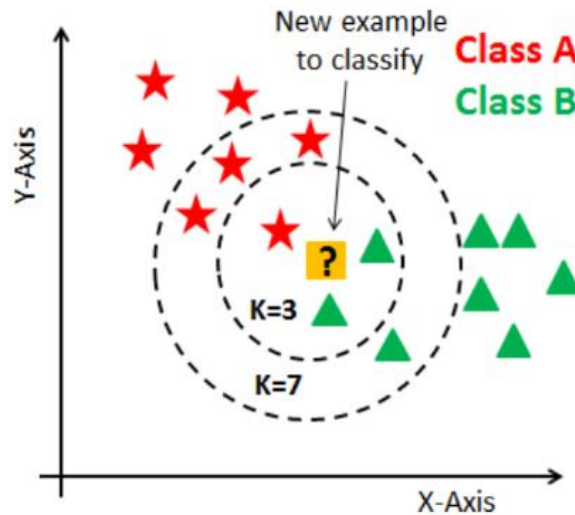 New example
to classify
Class A
Class B
Y-Axis
?
K=3
K=7
X-Axis